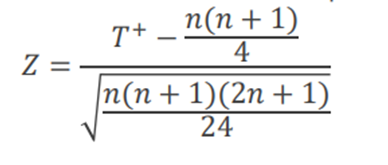 Z = (T⁺ − n(n + 1)/4) / √(n(n + 1)(2n + 1)/24)